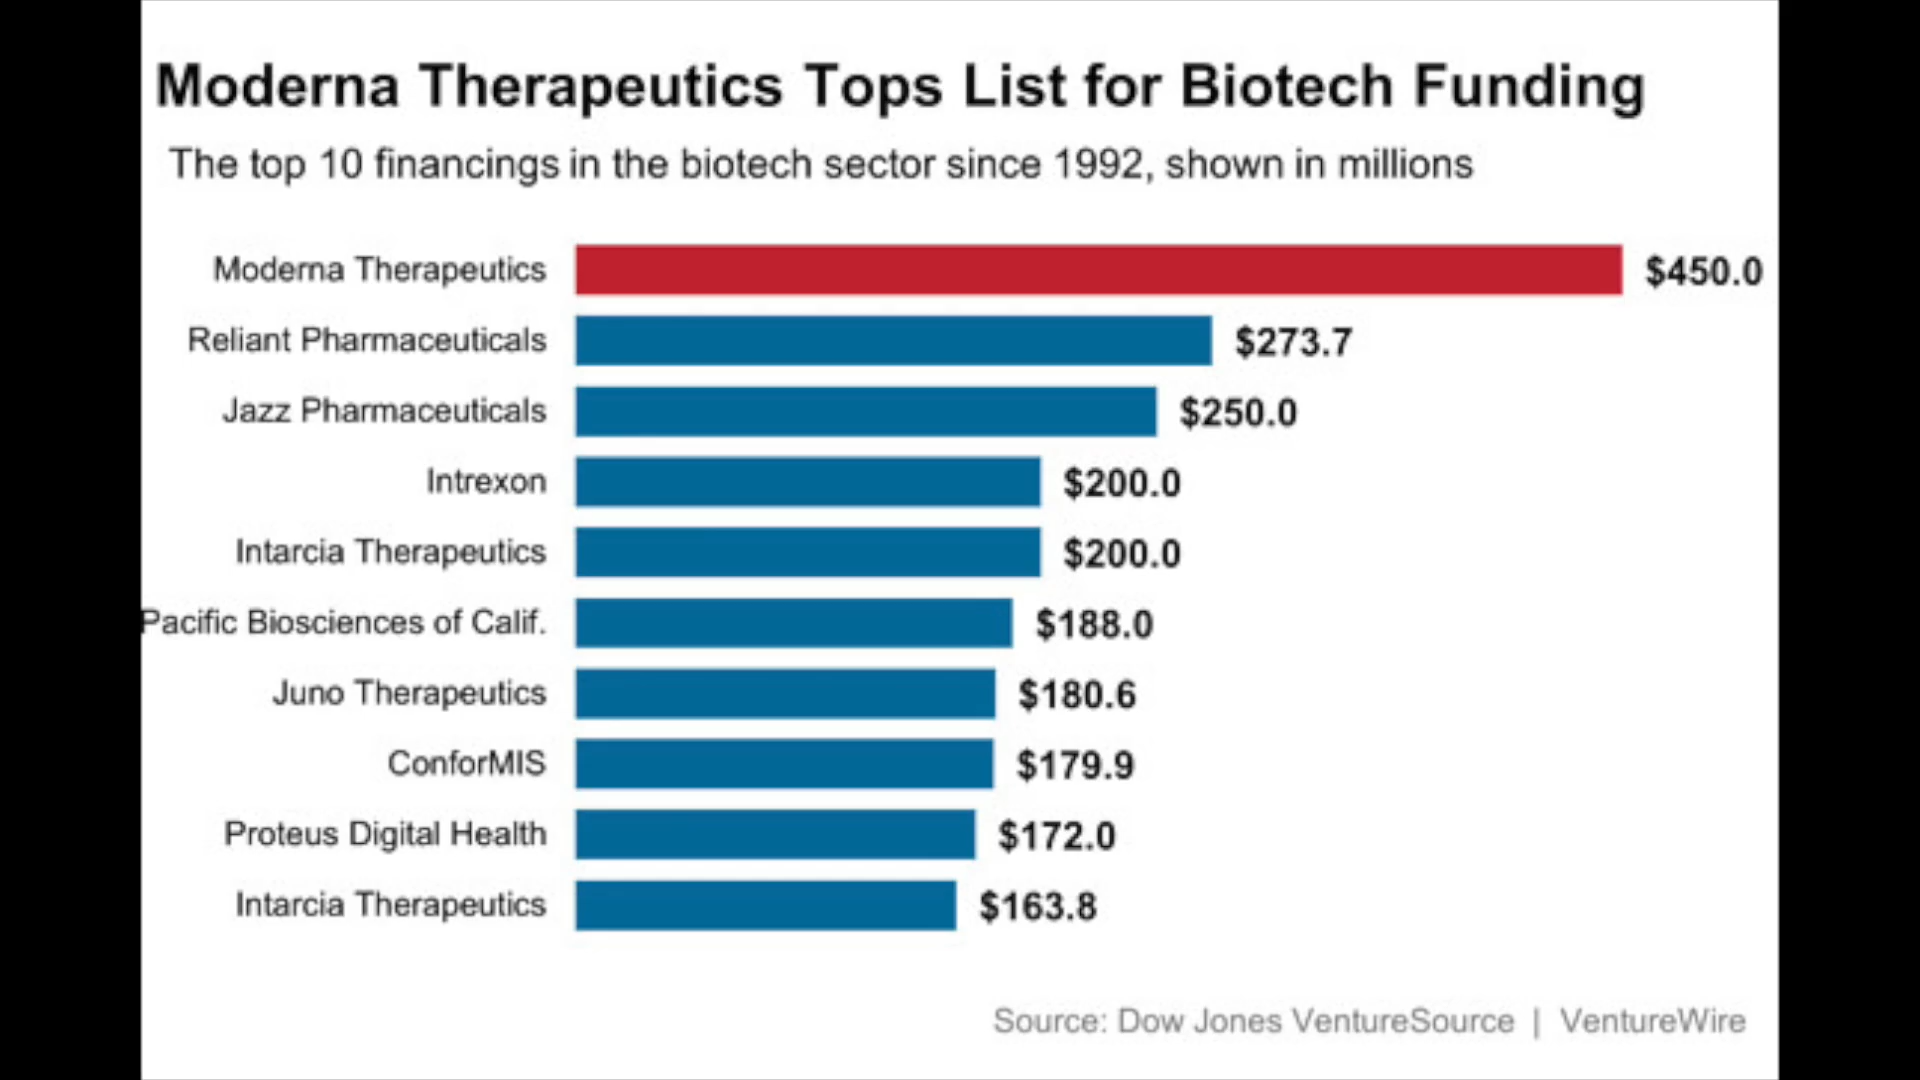 Moderna Therapeutics Tops List for Biotech Funding
The top 10 financings in the biotech sector since 1992, shown in millions
Moderna Therapeutics $450.0
Reliant Pharmaceuticals $273.7
Jazz Pharmaceuticals $250.0
Intrexon $200.0
Intarcia Therapeutics $200.0
Pacific Biosciences of Calif. $188.0
Juno Therapeutics $180.6
ConforMIS $179.9
Proteus Digital Health $172.0
Intarcia Therapeutics $163.8
Source: Dow Jones VentureSource | VentureWire